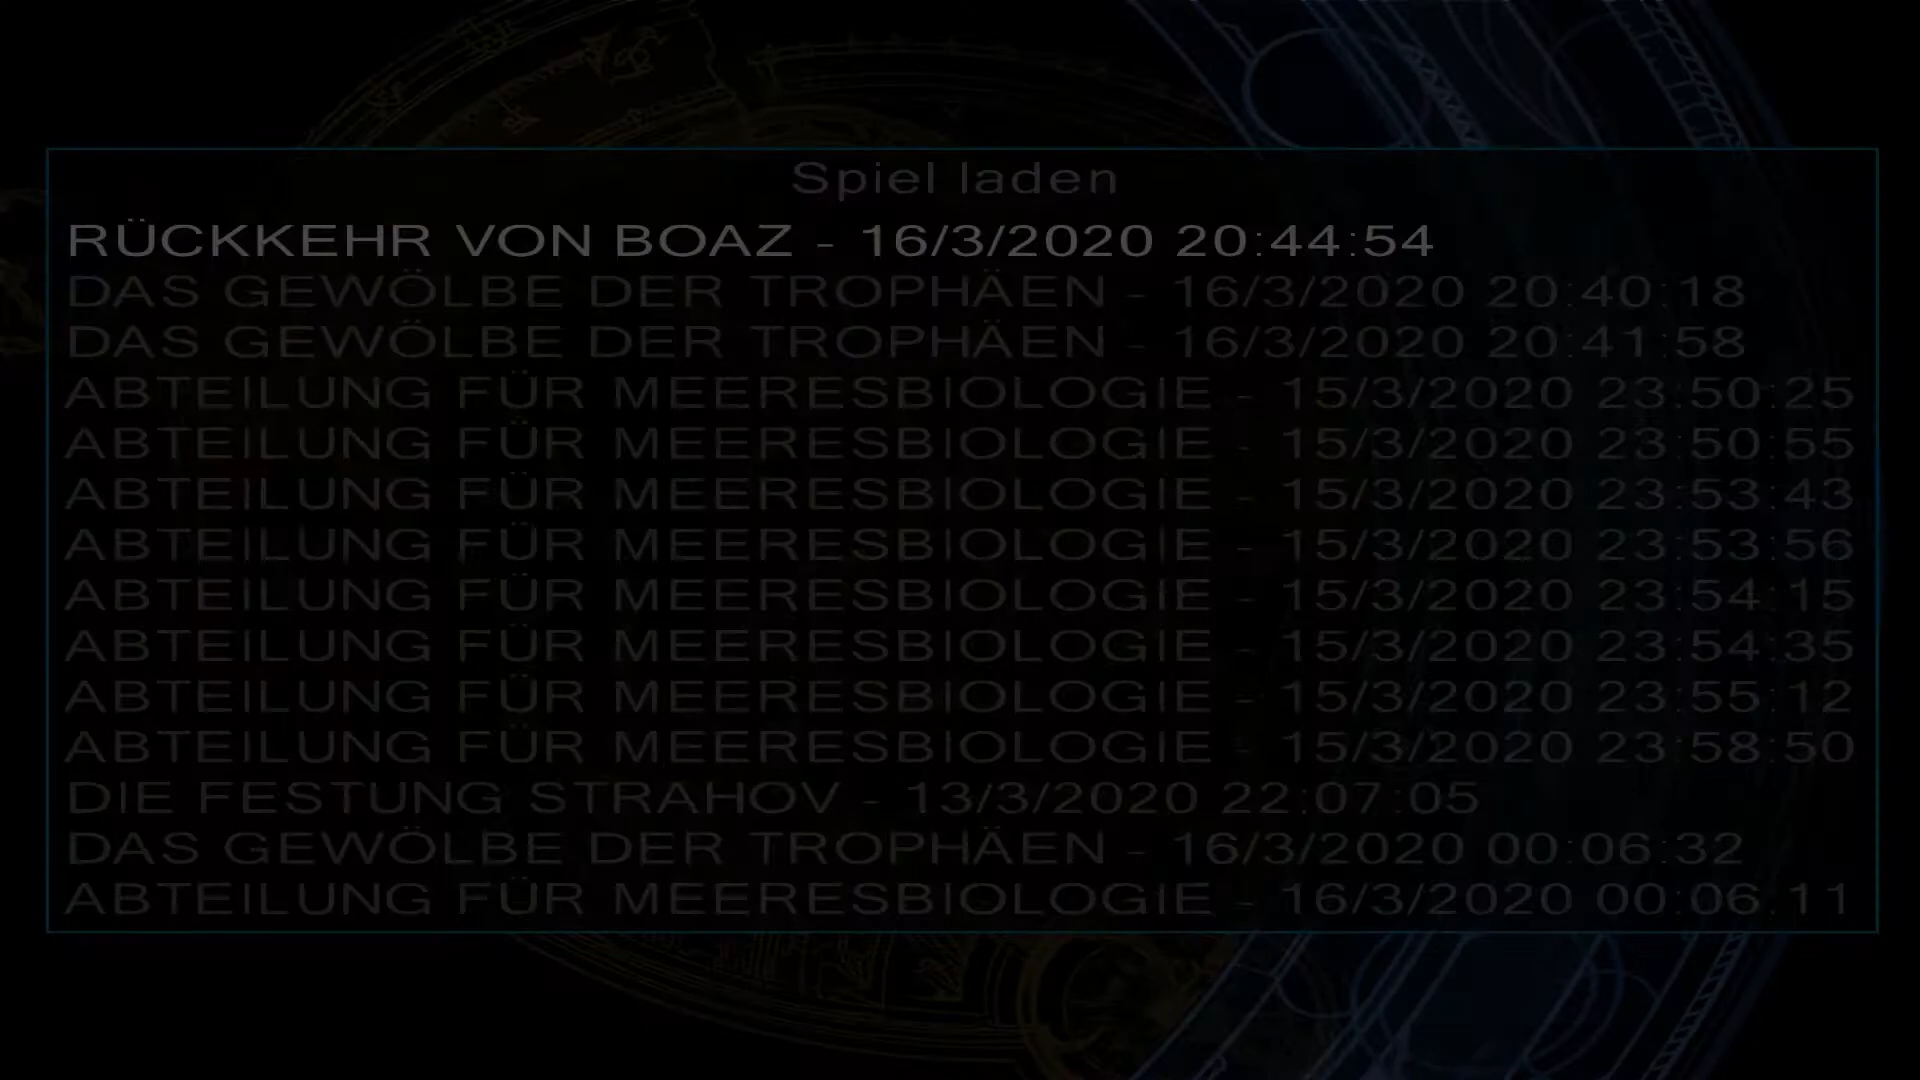 Spiel laden
RÜCKKEHR VON BOAZ - 16/3/2020 20:44:54
DAS GEWÖLBE DER TROPHÄEN - 16/3/2020 20:40:18
DAS GEWÖLBE DER TROPHÄEN - 16/3/2020 20:41:58
ABTEILUNG FÜR MEERESBIOLOGIE - 15/3/2020 23:50:25
ABTEILUNG FÜR MEERESBIOLOGIE - 15/3/2020 23:50:55
ABTEILUNG FÜR MEERESBIOLOGIE - 15/3/2020 23:53:43
ABTEILUNG FÜR MEERESBIOLOGIE - 15/3/2020 23:53:56
ABTEILUNG FÜR MEERESBIOLOGIE - 15/3/2020 23:54:15
ABTEILUNG FÜR MEERESBIOLOGIE - 15/3/2020 23:54:35
ABTEILUNG FÜR MEERESBIOLOGIE - 15/3/2020 23:55:12
ABTEILUNG FÜR MEERESBIOLOGIE - 15/3/2020 23:58:50
DIE FESTUNG STRAHOV - 13/3/2020 22:07:05
DAS GEWÖLBE DER TROPHÄEN - 16/3/2020 00:06:32
ABTEILUNG FÜR MEERESBIOLOGIE - 16/3/2020 00:06:11